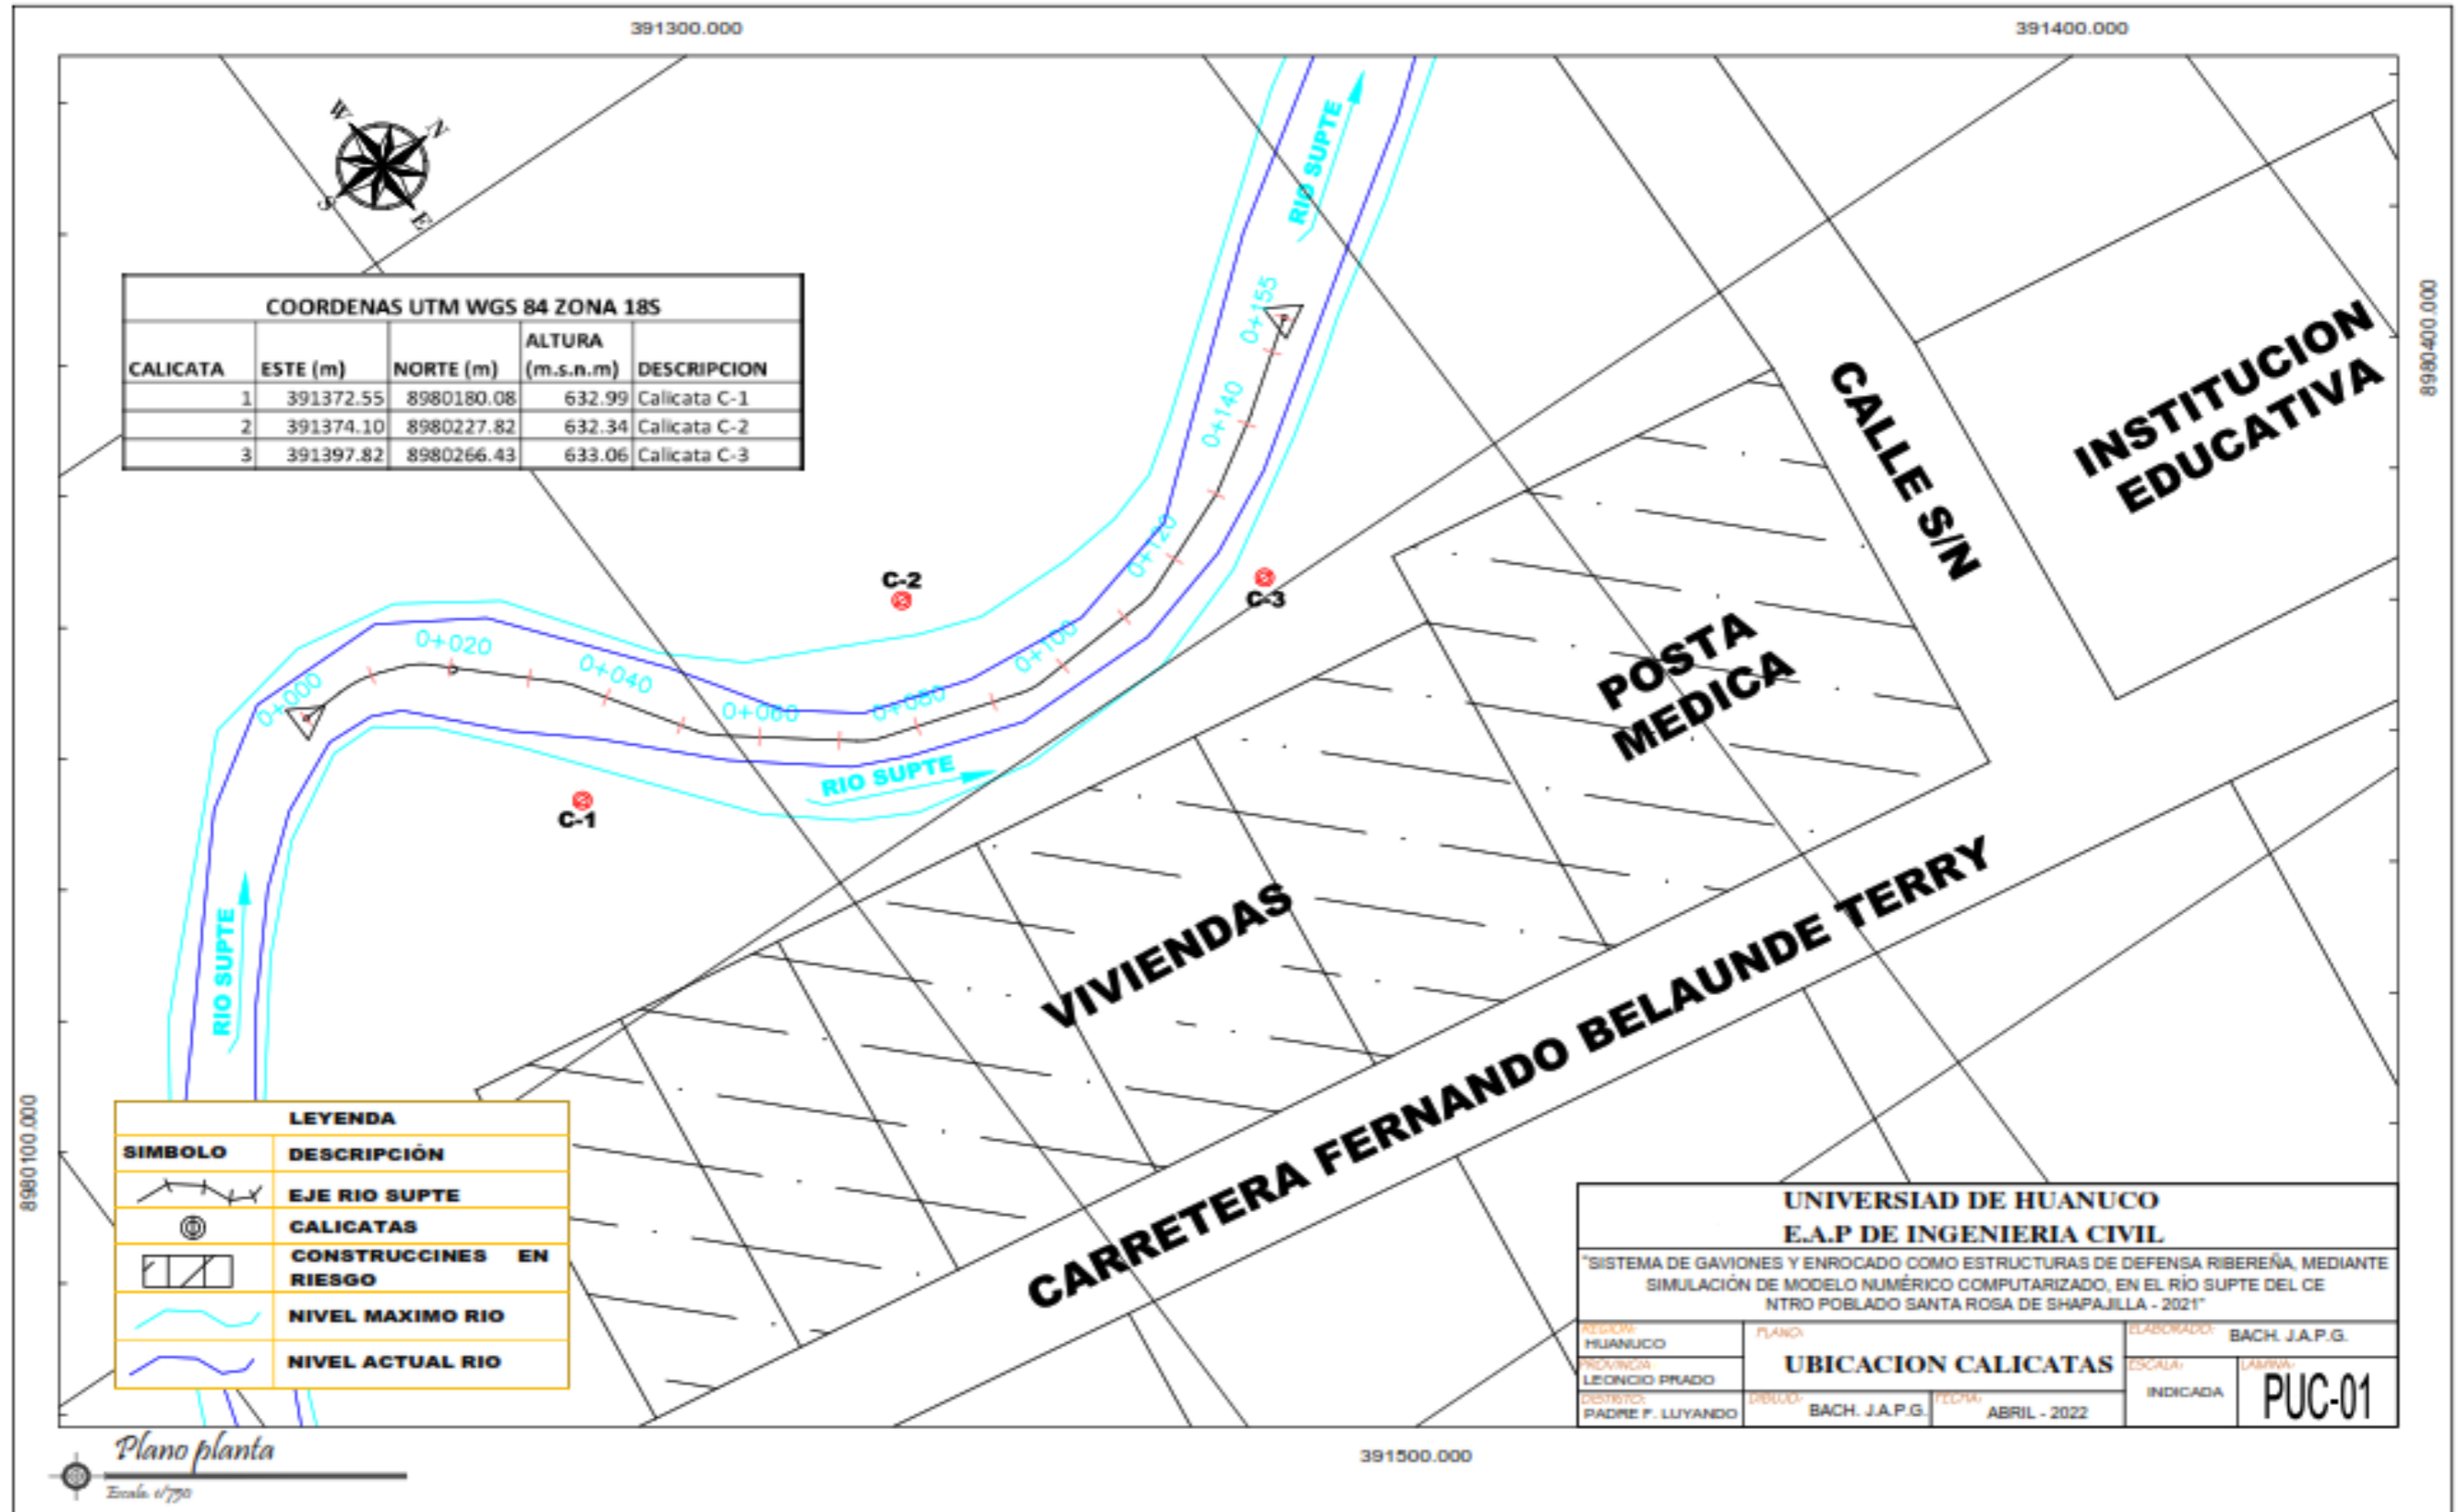 391300.000
391400.000
W
N
S
E
COORDENAS UTM WGS 84 ZONA 18S
CALICATA ESTE (m) NORTE (m) ALTURA (m.s.n.m) DESCRIPCION
1 391372.55 8980180.08 632.99 Calicata C-1
2 391374.10 8980227.82 632.34 Calicata C-2
3 391397.82 8980266.43 633.06 Calicata C-3
RIO SUPTE
0+155
0+140
0+120
0+100
0+080
0+060
0+040
0+020
0+000
C-2
C-3
C-1
RIO SUPTE
RIO SUPTE
8980400.000
8980100.000
CALLE S/N
INSTITUCION
EDUCATIVA
POSTA
MEDICA
VIVIENDAS
CARRETERA FERNANDO BELAUNDE TERRY
LEYENDA
SIMBOLO DESCRIPCIÓN
EJE RIO SUPTE
CALICATAS
CONSTRUCCINES EN
RIESGO
NIVEL MAXIMO RIO
NIVEL ACTUAL RIO
UNIVERSIAD DE HUANUCO
E.A.P DE INGENIERIA CIVIL
"SISTEMA DE GAVIONES Y ENROCADO COMO ESTRUCTURAS DE DEFENSA RIBEREÑA, MEDIANTE
SIMULACIÓN DE MODELO NUMÉRICO COMPUTARIZADO, EN EL RÍO SUPTE DEL CE
NTRO POBLADO SANTA ROSA DE SHAPAJILLA - 2021"
REGION:
HUANUCO
PROVINCIA:
LEONCIO PRADO
DISTRITO:
PADRE F. LUYANDO
PLANO:
UBICACION CALICATAS
DIBUJO:
BACH. J.A.P.G.
FECHA:
ABRIL - 2022
ELABORADO:
BACH. J.A.P.G.
ESCALA:
INDICADA
LAMINA:
PUC-01
Plano planta
Escala: 1/750
391500.000